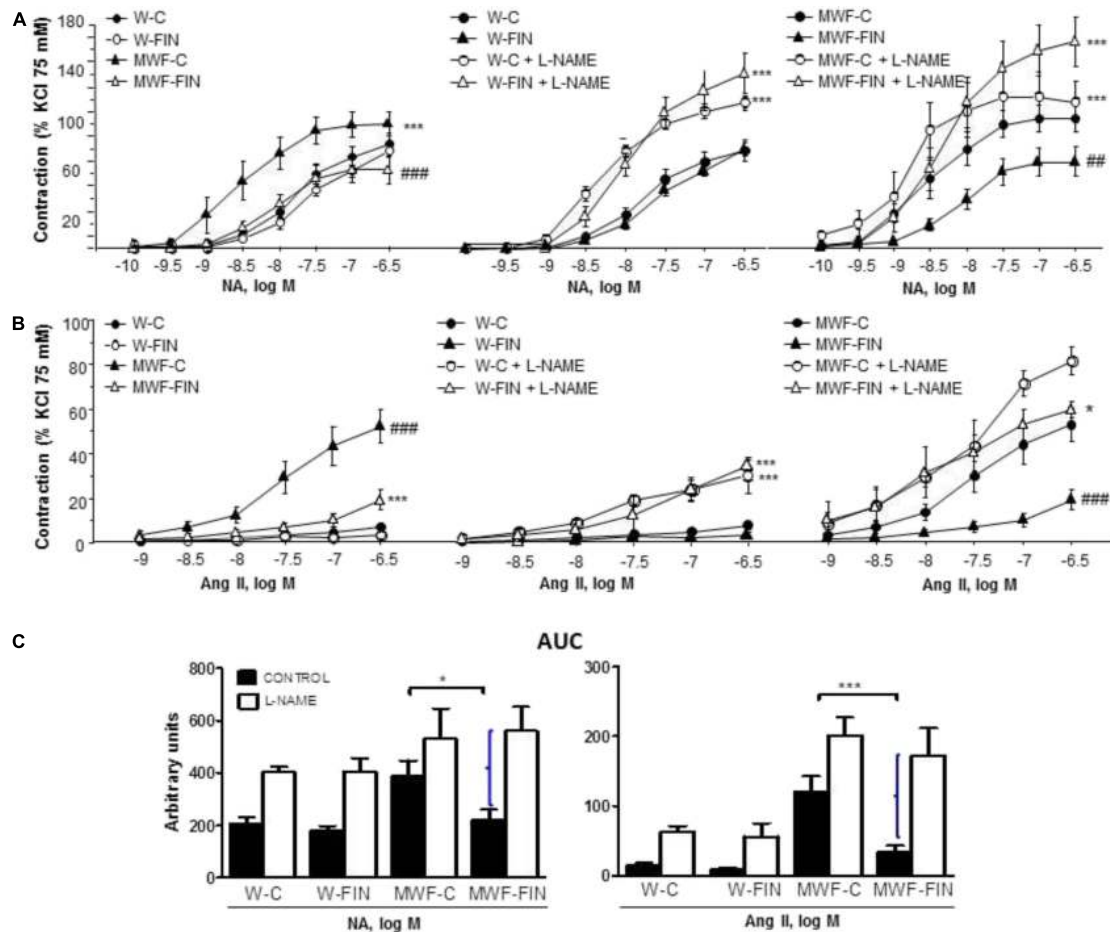 A
Contraction (% KCl 75 mM)
180
140
100
60
20
W-C
W-FIN
MWF-C
MWF-FIN
***
###
-10 -9.5 -9 -8.5 -8 -7.5 -7 -6.5
NA, log M
W-C
W-FIN
W-C + L-NAME
W-FIN + L-NAME
***
***
-9.5 -9 -8.5 -8 -7.5 -7 -6.5
NA, log M
MWF-C
MWF-FIN
MWF-C + L-NAME
MWF-FIN + L-NAME
***
***
##
-10 -9.5 -9 -8.5 -8 -7.5 -7 -6.5
NA, log M
B
Contraction (% KCl 75 mM)
100
80
60
40
20
0
W-C
W-FIN
MWF-C
MWF-FIN
###
***
-9 -8.5 -8 -7.5 -7 -6.5
Ang II, log M
W-C
W-FIN
W-C + L-NAME
W-FIN + L-NAME
***
***
-9 -8.5 -8 -7.5 -7 -6.5
Ang II, log M
MWF-C
MWF-FIN
MWF-C + L-NAME
MWF-FIN + L-NAME
*
###
-9 -8.5 -8 -7.5 -7 -6.5
Ang II, log M
C
AUC
Arbitrary units
800
600
400
200
0
CONTROL
L-NAME
*
W-C W-FIN MWF-C MWF-FIN
NA, log M
300
200
100
0
***
W-C W-FIN MWF-C MWF-FIN
Ang II, log M